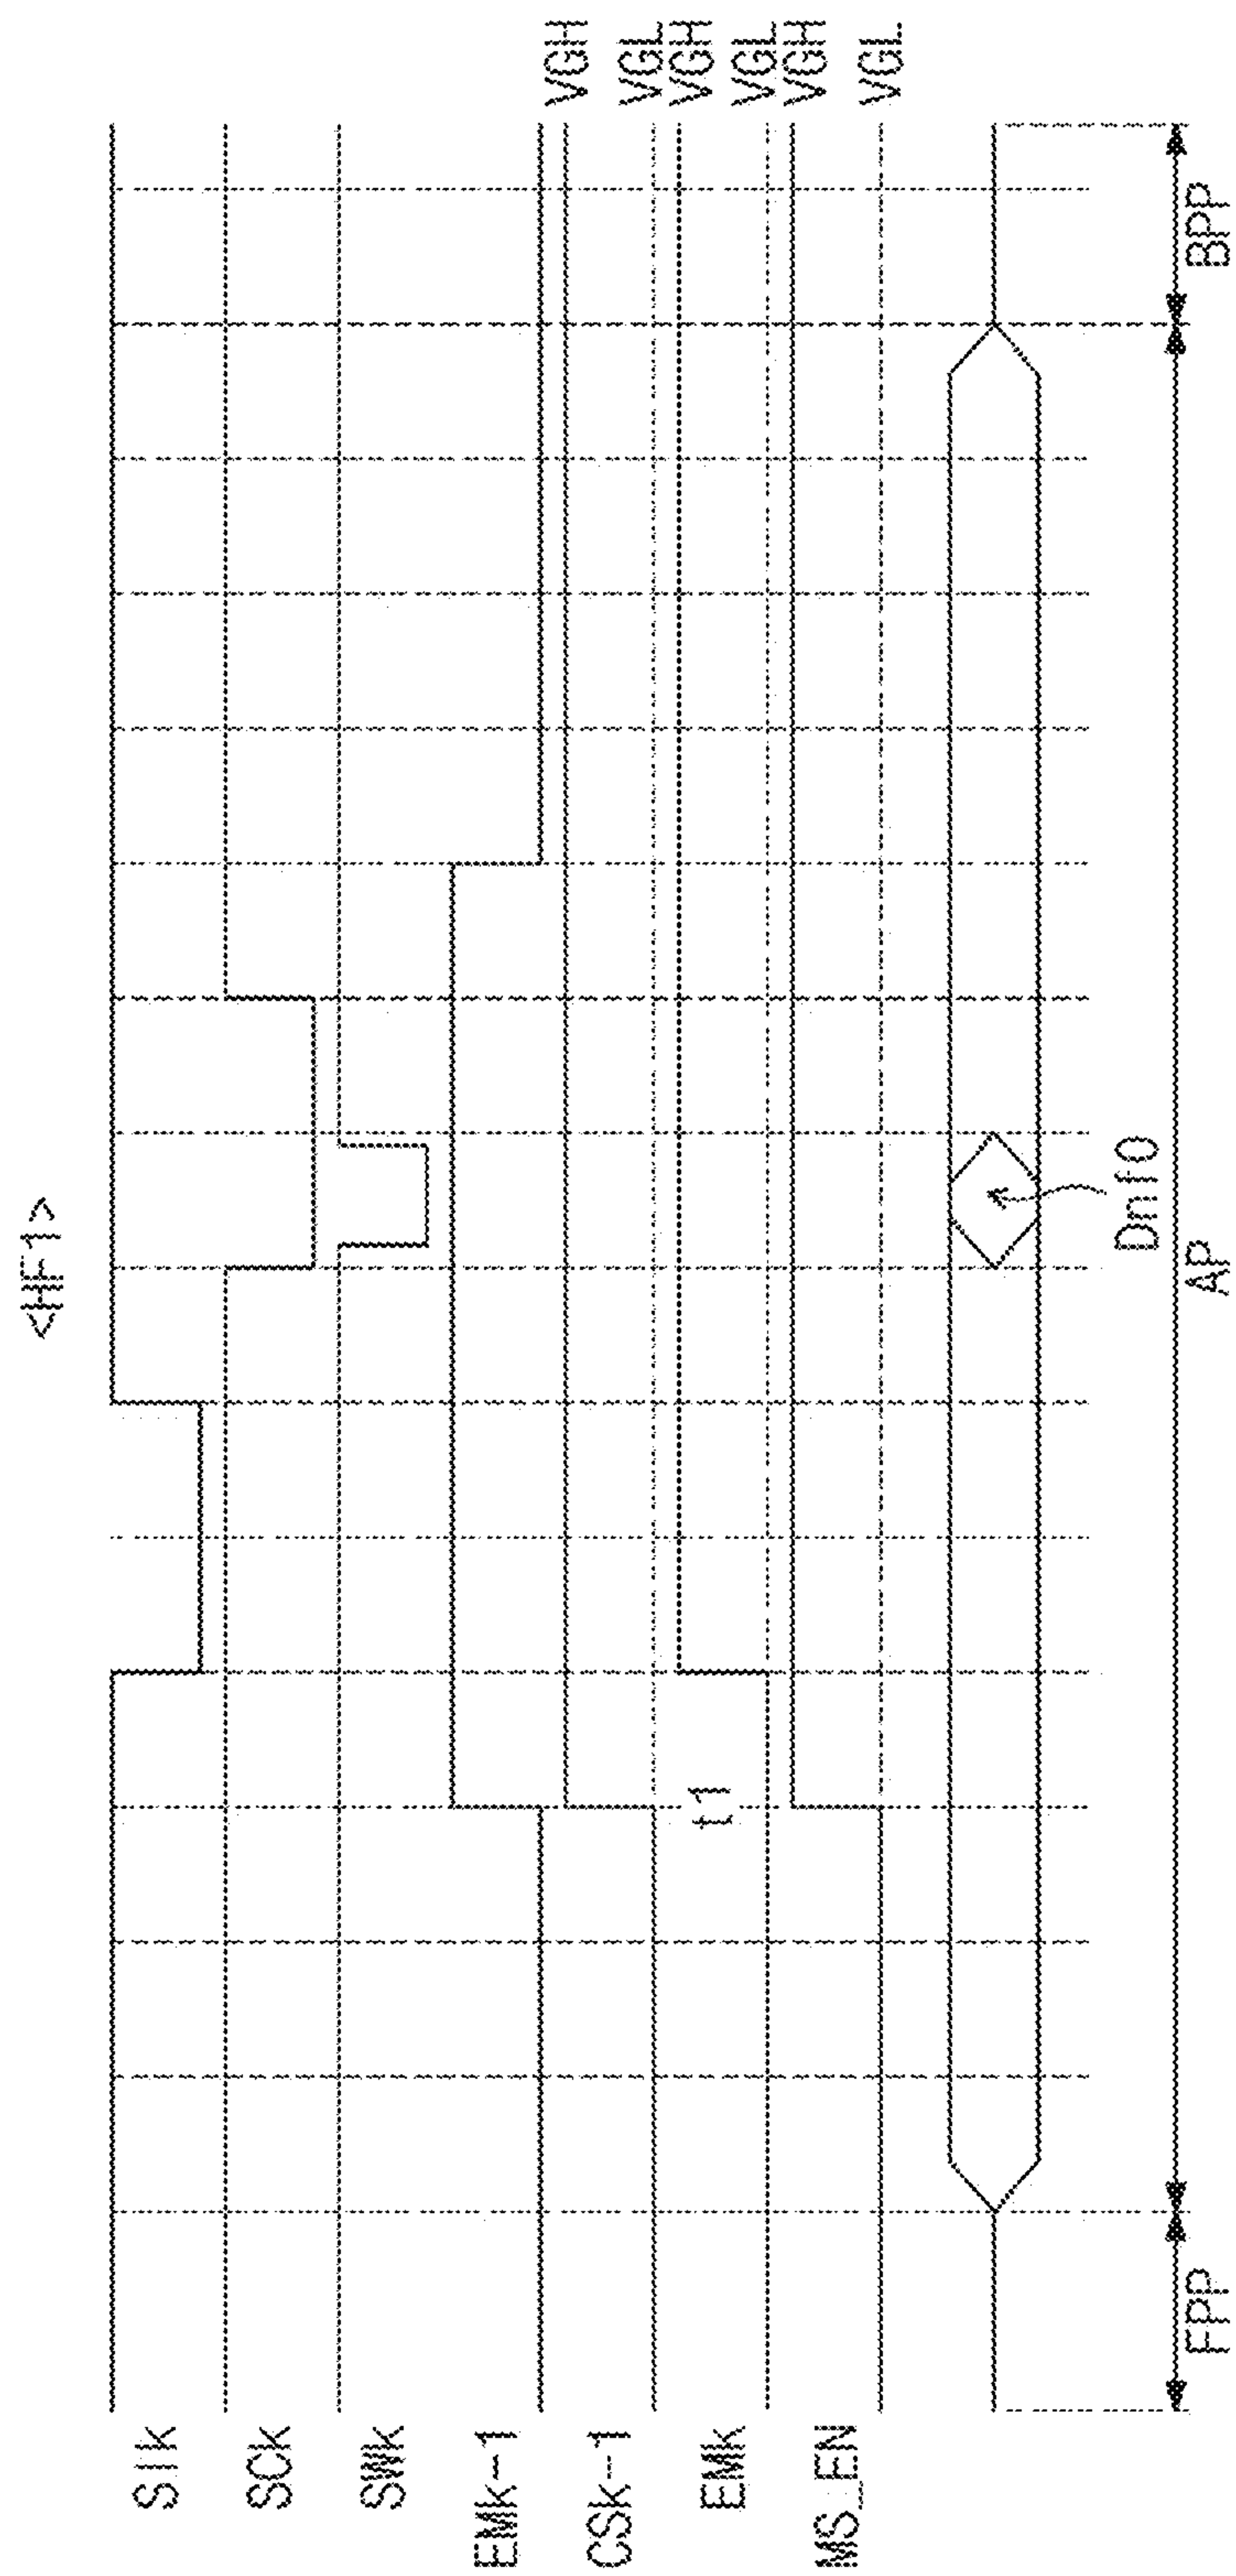 <HF1>
SIk
SCk
SWk
EMk-1
CSk-1
EMk
MS_EN
VGH
VGL
VGH
VGL
VGH
VGL
t1
Dnf0
FPP
AP
BPP